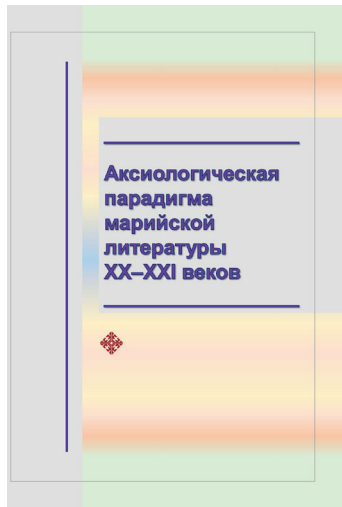 Аксиологическая
парадигма
марийской
литературы
XX–XXI веков